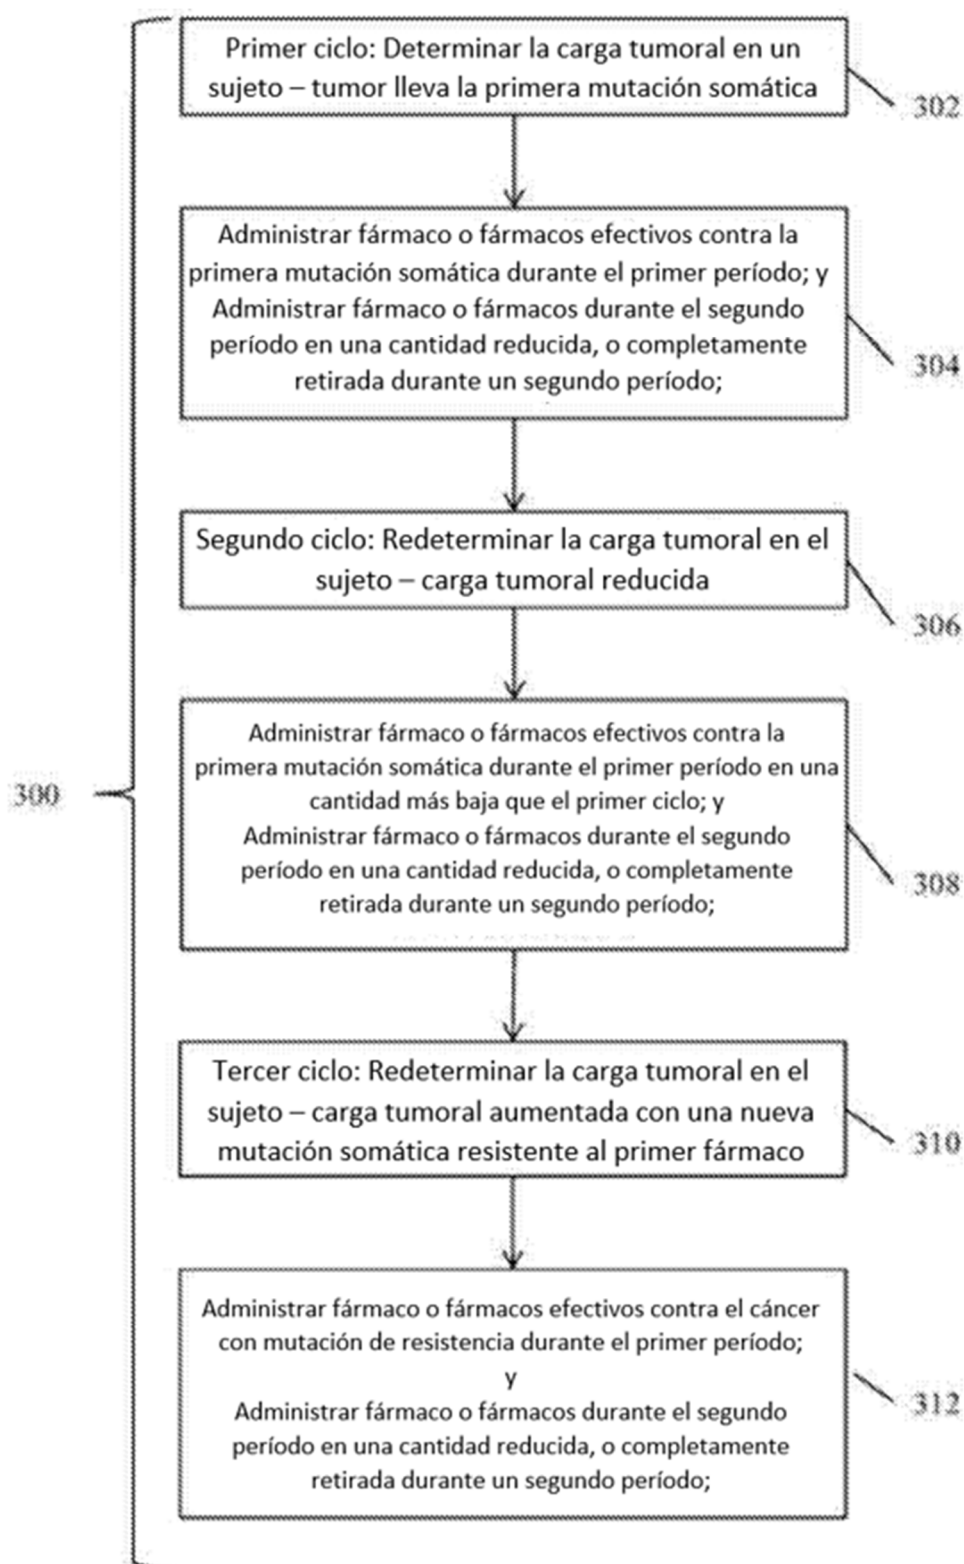 Primer ciclo: Determinar la carga tumoral en un
sujeto – tumor lleva la primera mutación somática
302
Administrar fármaco o fármacos efectivos contra la
primera mutación somática durante el primer período; y
Administrar fármaco o fármacos durante el segundo
período en una cantidad reducida, o completamente
retirada durante un segundo período;
304
Segundo ciclo: Redeterminar la carga tumoral en el
sujeto – carga tumoral reducida
306
Administrar fármaco o fármacos efectivos contra la
primera mutación somática durante el primer período en una
cantidad más baja que el primer ciclo; y
Administrar fármaco o fármacos durante el segundo
período en una cantidad reducida, o completamente
retirada durante un segundo período;
300
308
Tercer ciclo: Redeterminar la carga tumoral en el
sujeto – carga tumoral aumentada con una nueva
mutación somática resistente al primer fármaco
310
Administrar fármaco o fármacos efectivos contra el cáncer
con mutación de resistencia durante el primer período;
y
Administrar fármaco o fármacos durante el segundo
período en una cantidad reducida, o completamente
retirada durante un segundo período;
312